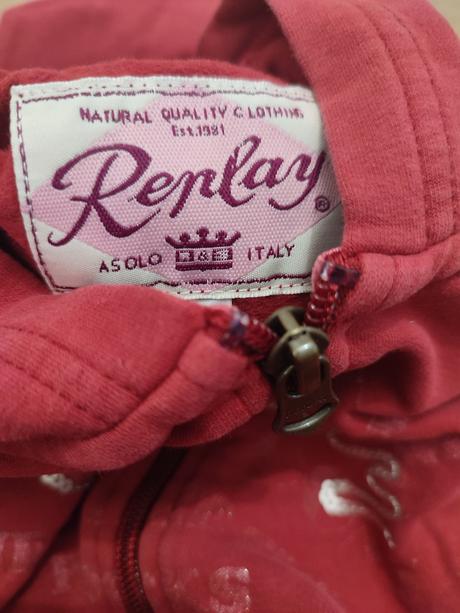 NATURAL QUALITY CLOTHING
Est.1981
Replay®
ASOLO ITALY